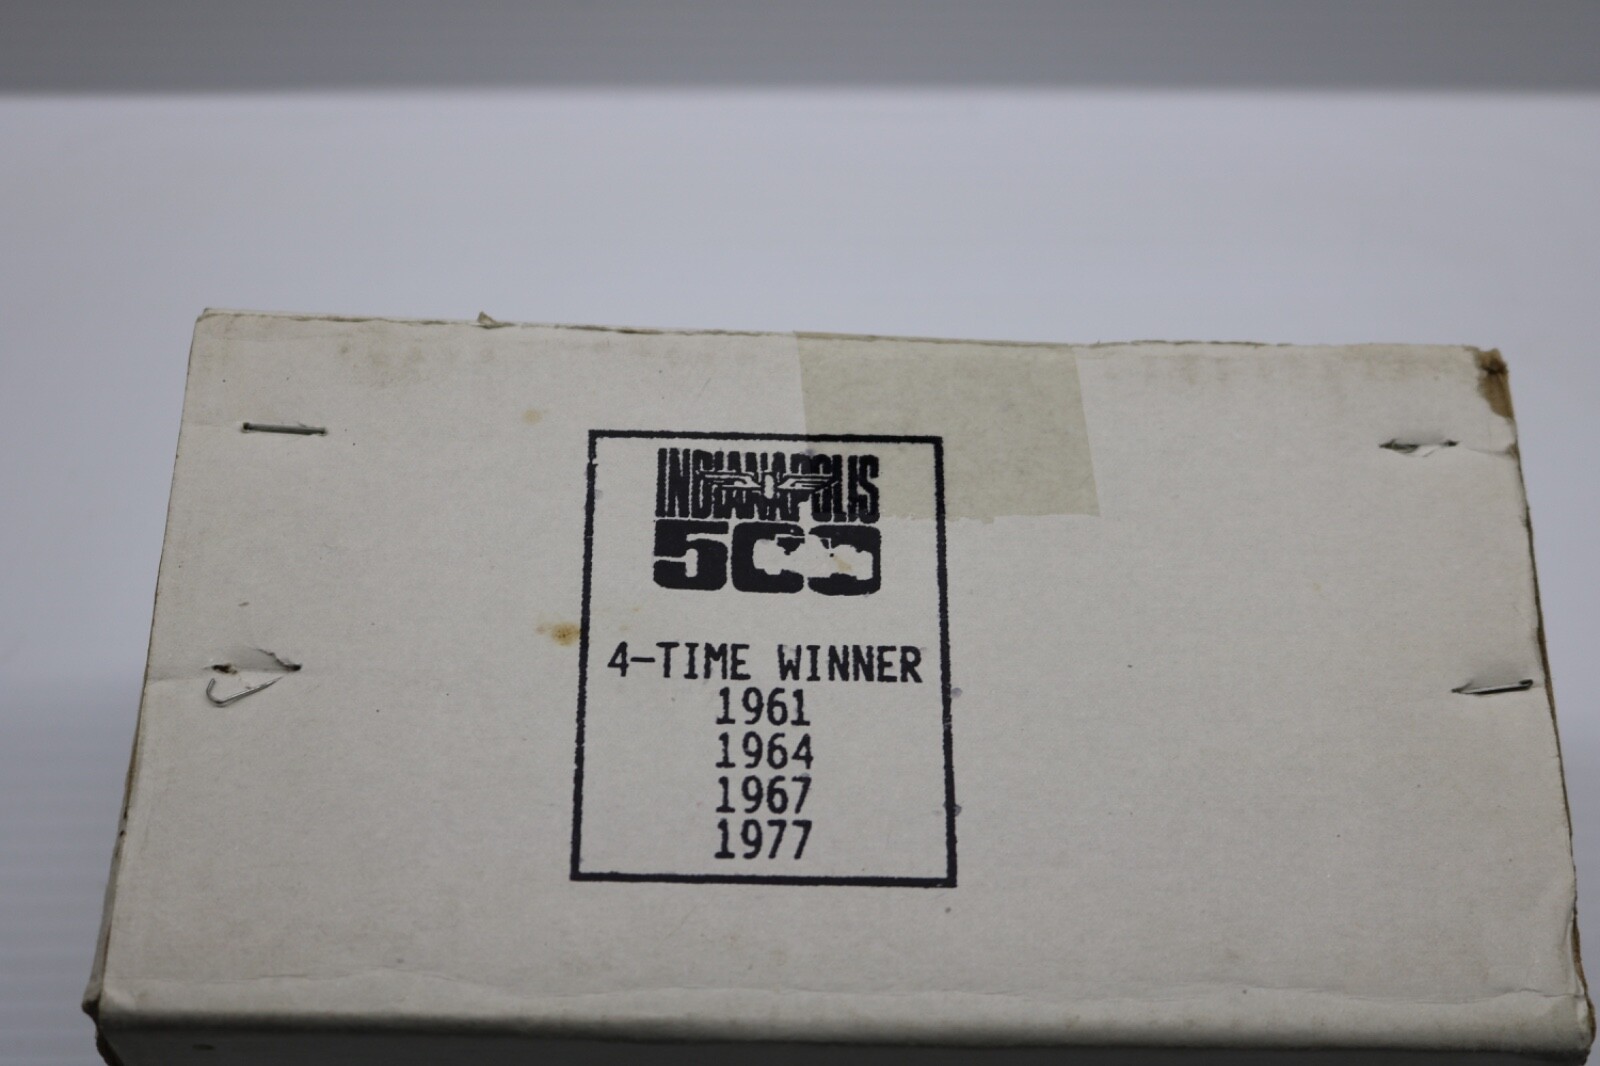 INDIANAPOLIS
500
4-TIME WINNER
1961
1964
1967
1977